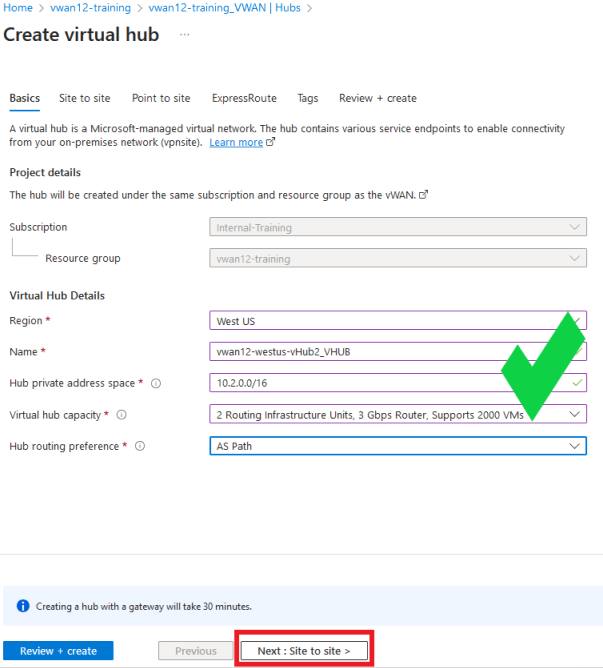 Home > vwan12-training > vwan12-training_VWAN | Hubs >
Create virtual hub ...
Basics Site to site Point to site ExpressRoute Tags Review + create
A virtual hub is a Microsoft-managed virtual network. The hub contains various service endpoints to enable connectivity
from your on-premises network (vpnsite). Learn more
Project details
The hub will be created under the same subscription and resource group as the vWAN.
Subscription Internal-Training
Resource group vwan12-training
Virtual Hub Details
Region * West US
Name * vwan12-westus-vHub2_VHUB
Hub private address space * 10.2.0.0/16
Virtual hub capacity * 2 Routing Infrastructure Units, 3 Gbps Router, Supports 2000 VMs
Hub routing preference * AS Path
Creating a hub with a gateway will take 30 minutes.
Review + create Previous Next : Site to site >